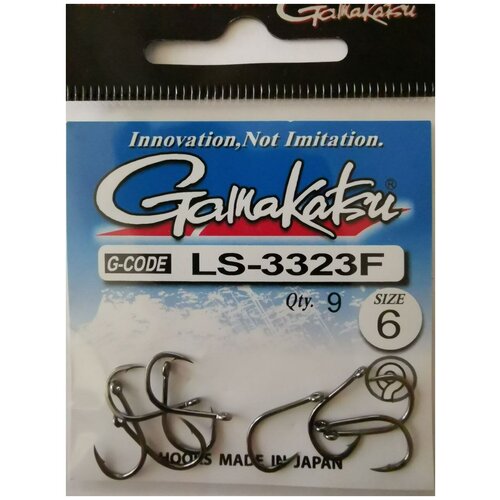 Gamakatsu
Innovation,Not Imitation.
Gamakatsu®
G-CODE LS-3323F
Qty. 9 SIZE
6
HOOKS MADE IN JAPAN